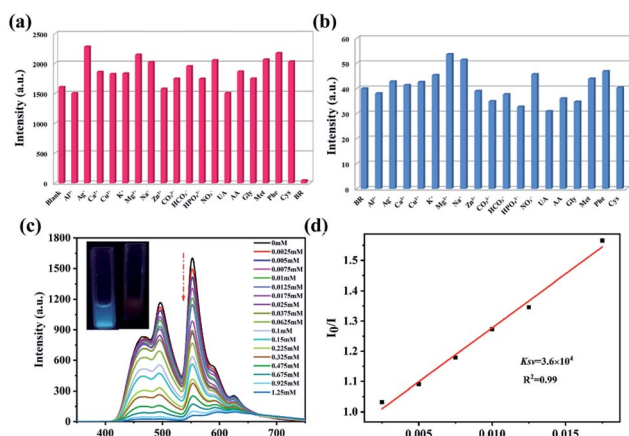 (a)
Intensity (a.u.)
2500
2000
1500
1000
500
0
Blank Al³⁺ Ag⁺ Ca²⁺ Cu²⁺ K⁺ Mg²⁺ Na⁺ Zn²⁺ CO₃²⁻ HCO₃⁻ HPO₄²⁻ NO₃⁻ UA AA Gly Met Phe Cys BR
(b)
Intensity (a.u.)
60
50
40
30
20
10
0
BR Al³⁺ Ag⁺ Ca²⁺ Cu²⁺ K⁺ Mg²⁺ Na⁺ Zn²⁺ CO₃²⁻ HCO₃⁻ HPO₄²⁻ NO₃⁻ UA AA Gly Met Phe Cys
(c)
Intensity (a.u.)
1800
1500
1200
900
600
300
0
400 500 600 700
0mM
0.0025mM
0.005mM
0.0075mM
0.01mM
0.0125mM
0.0175mM
0.025mM
0.0375mM
0.0625mM
0.1mM
0.15mM
0.225mM
0.325mM
0.475mM
0.675mM
0.925mM
1.25mM
(d)
I₀/I
1.5
1.4
1.3
1.2
1.1
1.0
0.005 0.010 0.015
Ksv=3.6×10⁴
R²=0.99